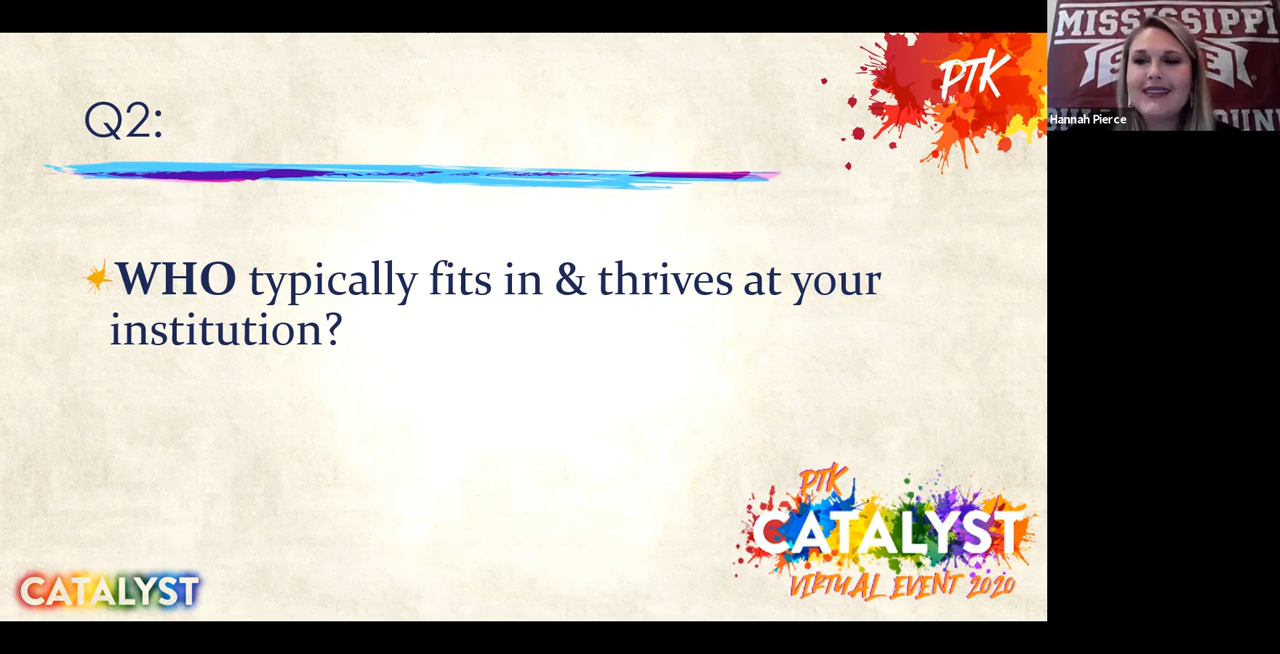 Q2:
WHO typically fits in & thrives at your
institution?
PTK
MISSISSIPPI
Hannah Pierce
PTK
CATALYST
VIRTUAL EVENT 2020
CATALYST